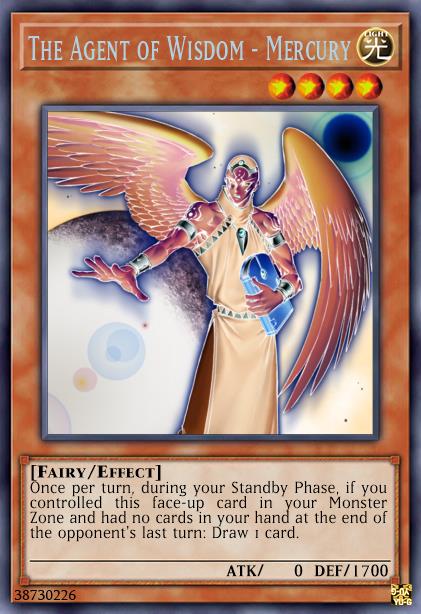 The Agent of Wisdom - Mercury
LIGHT
光
[Fairy/Effect]
Once per turn, during your Standby Phase, if you
controlled this face-up card in your Monster
Zone and had no cards in your hand at the end of
the opponent's last turn: Draw 1 card.
ATK/ 0 DEF/1700
38730226